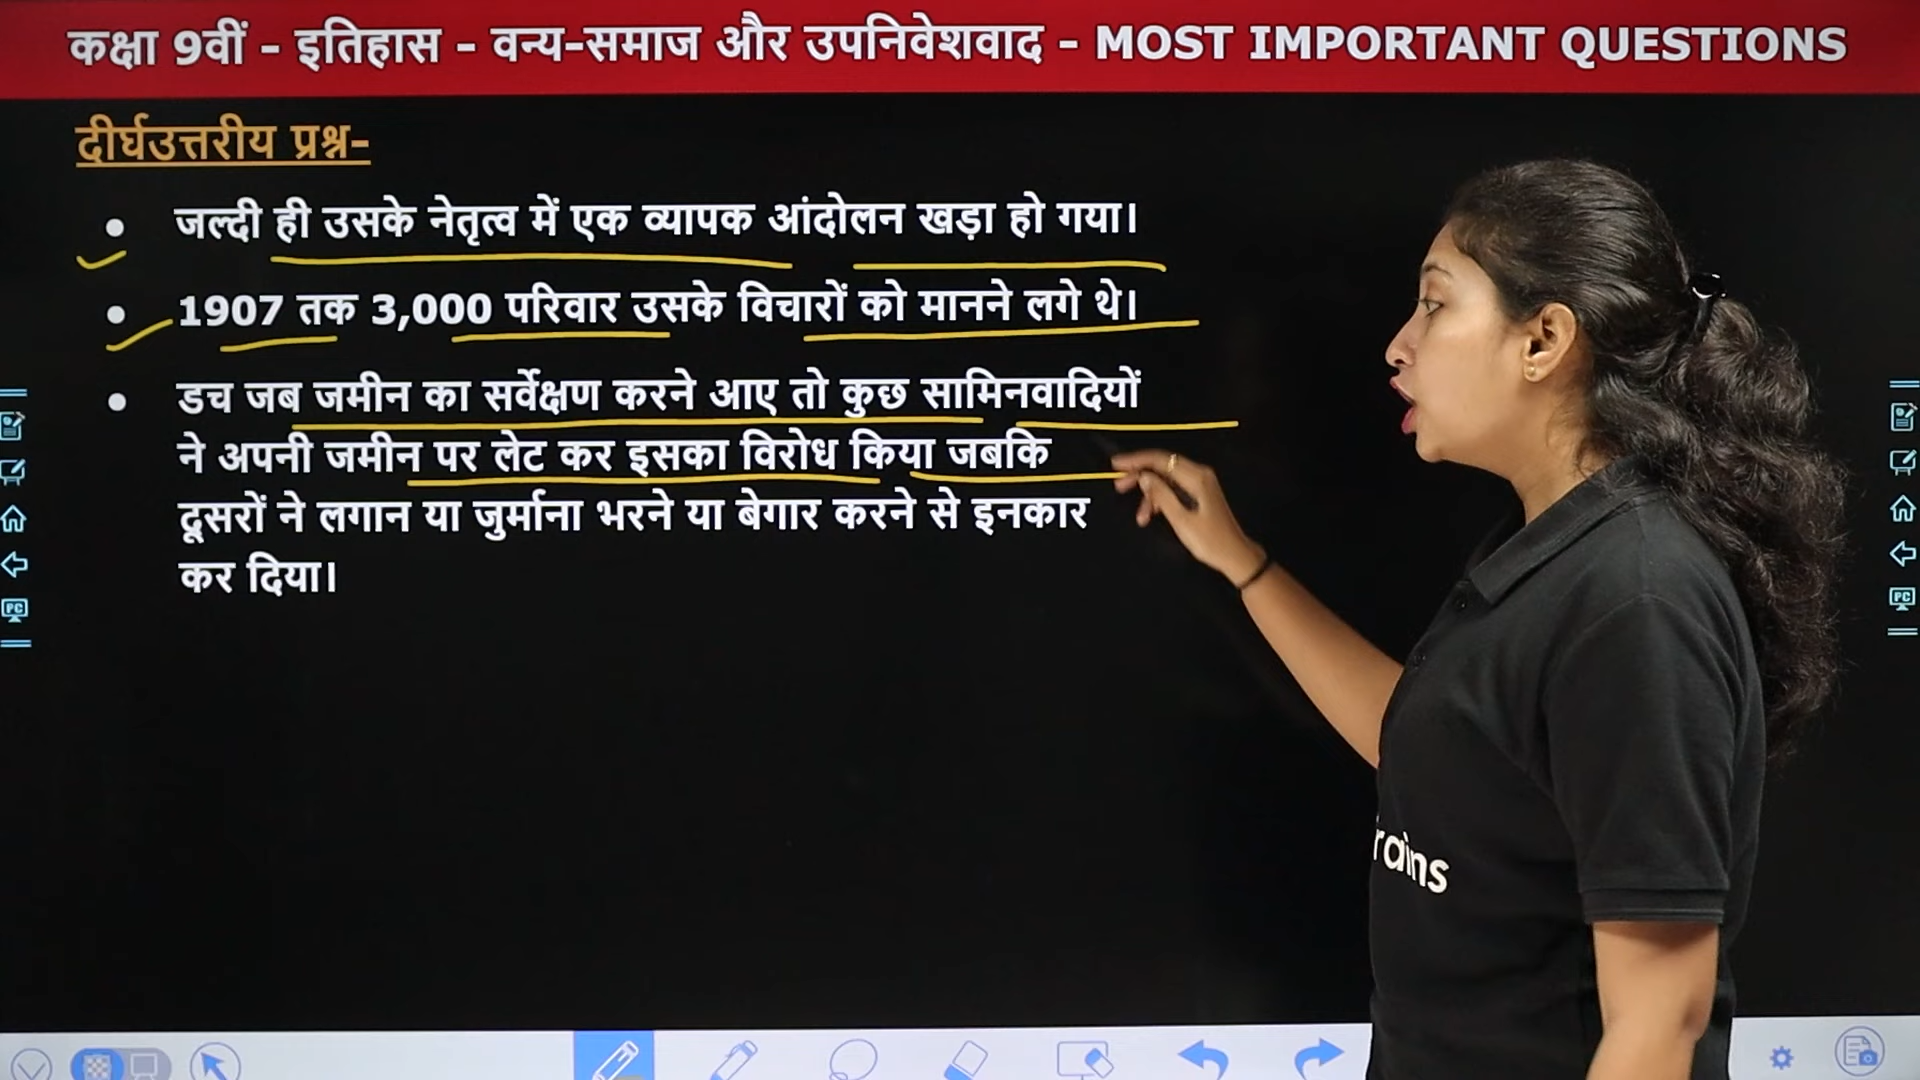 कक्षा 9वीं - इतिहास - वन्य-समाज और उपनिवेशवाद - MOST IMPORTANT QUESTIONS
दीर्घउत्तरीय प्रश्न-
• जल्दी ही उसके नेतृत्व में एक व्यापक आंदोलन खड़ा हो गया।
• 1907 तक 3,000 परिवार उसके विचारों को मानने लगे थे।
• डच जब जमीन का सर्वेक्षण करने आए तो कुछ सामिनवादियों
ने अपनी जमीन पर लेट कर इसका विरोध किया जबकि
दूसरों ने लगान या जुर्माना भरने या बेगार करने से इनकार
कर दिया।
PC
PC